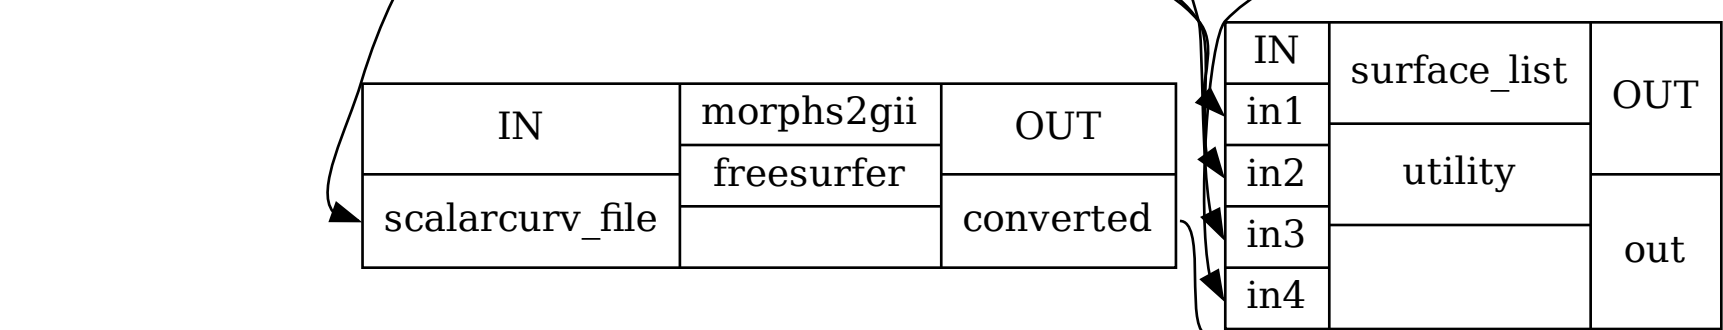 IN
morphs2gii
OUT
freesurfer
scalarcurv_file
converted
IN
surface_list
OUT
in1
in2
utility
in3
out
in4